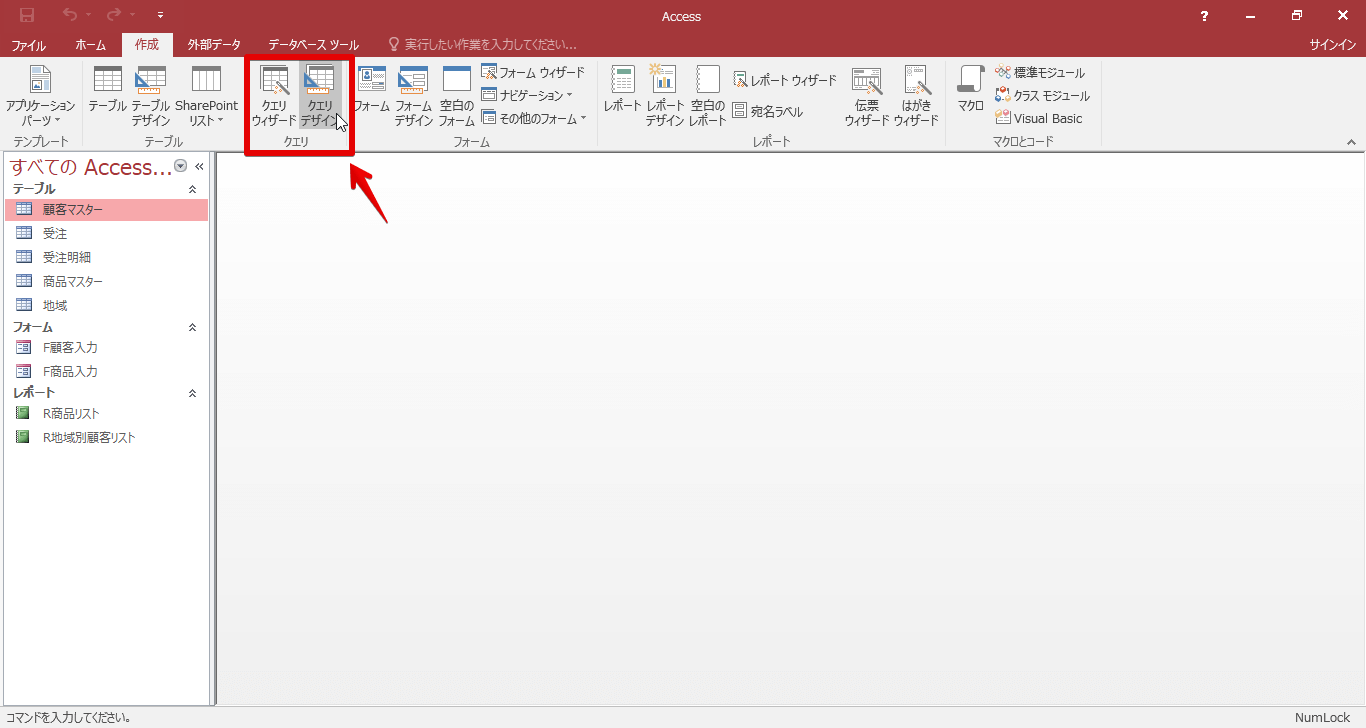 Access
?
ファイル ホーム 作成 外部データ データベース ツール 実行したい作業を入力してください... サインイン
アプリケーション
パーツ
テンプレート
テーブル
テーブル
デザイン
SharePoint
リスト
テーブル
クエリ
ウィザード
クエリ
デザイン
クエリ
フォーム
フォーム
デザイン
空白の
フォーム
フォーム ウィザード
ナビゲーション
その他のフォーム
フォーム
レポート
レポート
デザイン
空白の
レポート
レポート ウィザード
宛名ラベル
伝票
ウィザード
はがき
ウィザード
レポート
マクロ
標準モジュール
クラス モジュール
Visual Basic
マクロとコード
すべての Access... «
テーブル
顧客マスター
受注
受注明細
商品マスター
地域
フォーム
F顧客入力
F商品入力
レポート
R商品リスト
R地域別顧客リスト
コマンドを入力してください。 NumLock